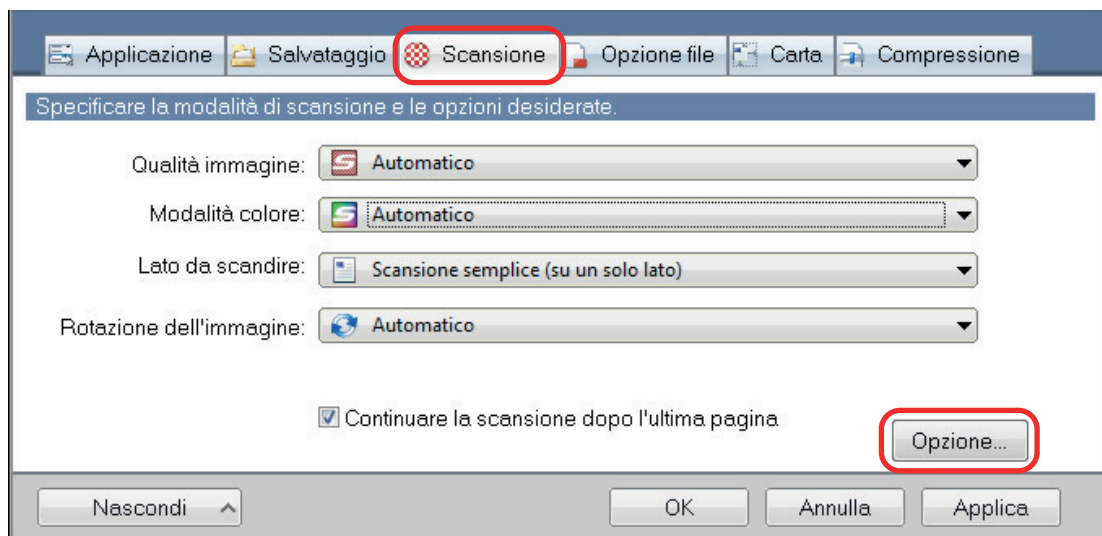 Applicazione Salvataggio Scansione Opzione file Carta Compressione
Specificare la modalità di scansione e le opzioni desiderate.
Qualità immagine: Automatico
Modalità colore: Automatico
Lato da scandire: Scansione semplice (su un solo lato)
Rotazione dell'immagine: Automatico
Continuare la scansione dopo l'ultima pagina
Opzione...
Nascondi OK Annulla Applica